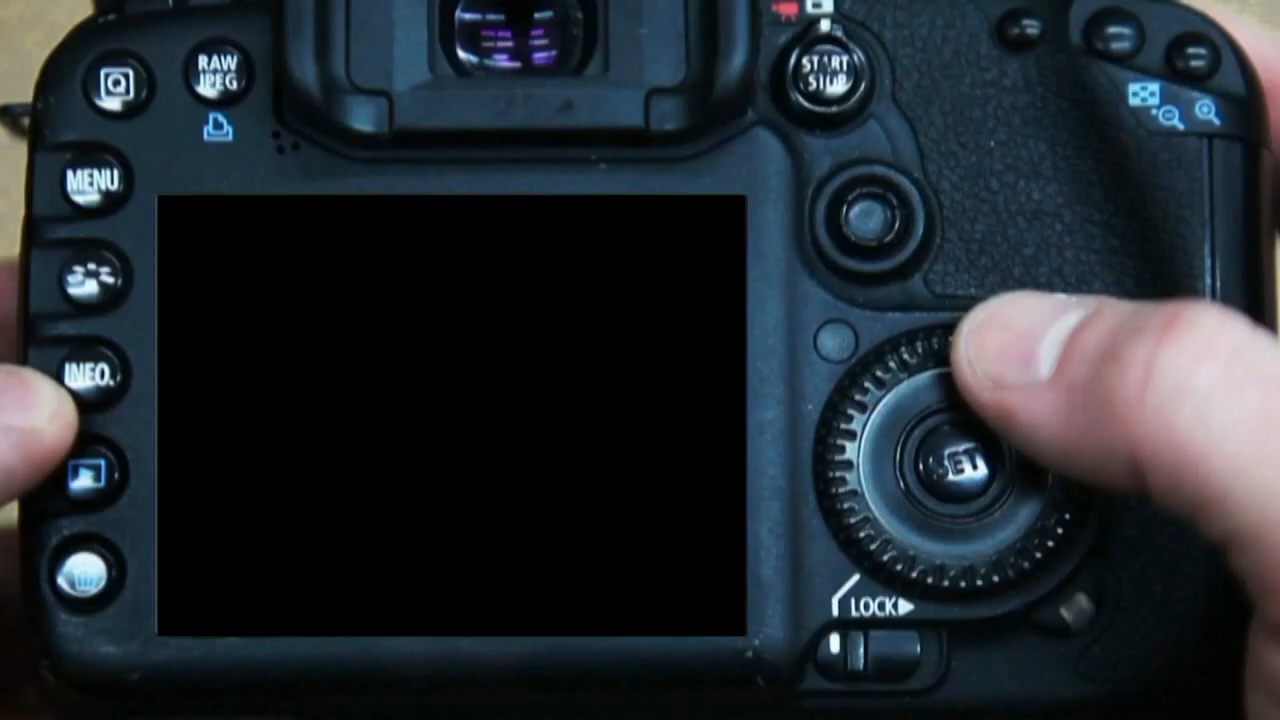 Q
RAW
JPEG
START
STOP
MENU
INFO.
SET
LOCK